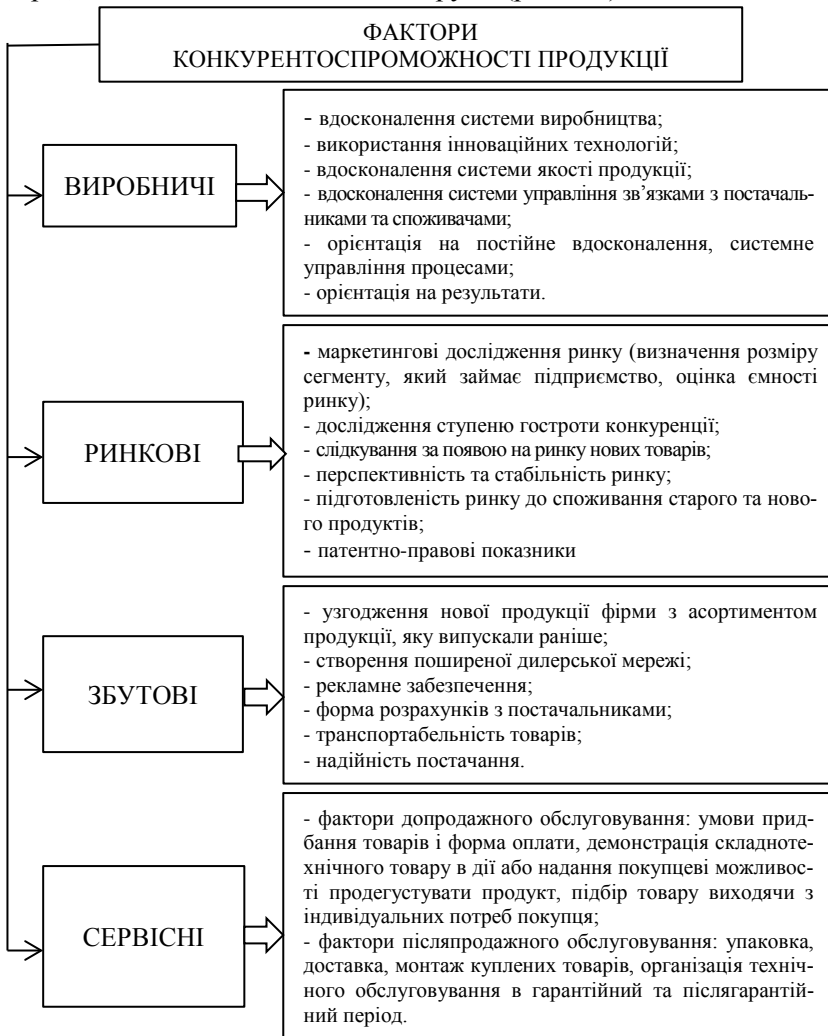 ФАКТОРИ
КОНКУРЕНТОСПРОМОЖНОСТІ ПРОДУКЦІЇ
ВИРОБНИЧІ
- вдосконалення системи виробництва;
- використання інноваційних технологій;
- вдосконалення системи якості продукції;
- вдосконалення системи управління зв’язками з постачаль-
никами та споживачами;
- орієнтація на постійне вдосконалення, системне
управління процесами;
- орієнтація на результати.
РИНКОВІ
- маркетингові дослідження ринку (визначення розміру
сегменту, який займає підприємство, оцінка ємності
ринку);
- дослідження ступеню гостроти конкуренції;
- слідкування за появою на ринку нових товарів;
- перспективність та стабільність ринку;
- підготовленість ринку до споживання старого та ново-
го продуктів;
- патентно-правові показники
ЗБУТОВІ
- узгодження нової продукції фірми з асортиментом
продукції, яку випускали раніше;
- створення поширеної дилерської мережі;
- рекламне забезпечення;
- форма розрахунків з постачальниками;
- транспортабельність товарів;
- надійність постачання.
СЕРВІСНІ
- фактори допродажного обслуговування: умови прид-
бання товарів і форма оплати, демонстрація складноте-
хнічного товару в дії або надання покупцеві можливос-
ті продегустувати продукт, підбір товару виходячи з
індивідуальних потреб покупця;
- фактори післяпродажного обслуговування: упаковка,
доставка, монтаж куплених товарів, організація техніч-
ного обслуговування в гарантійний та післягарантій-
ний період.